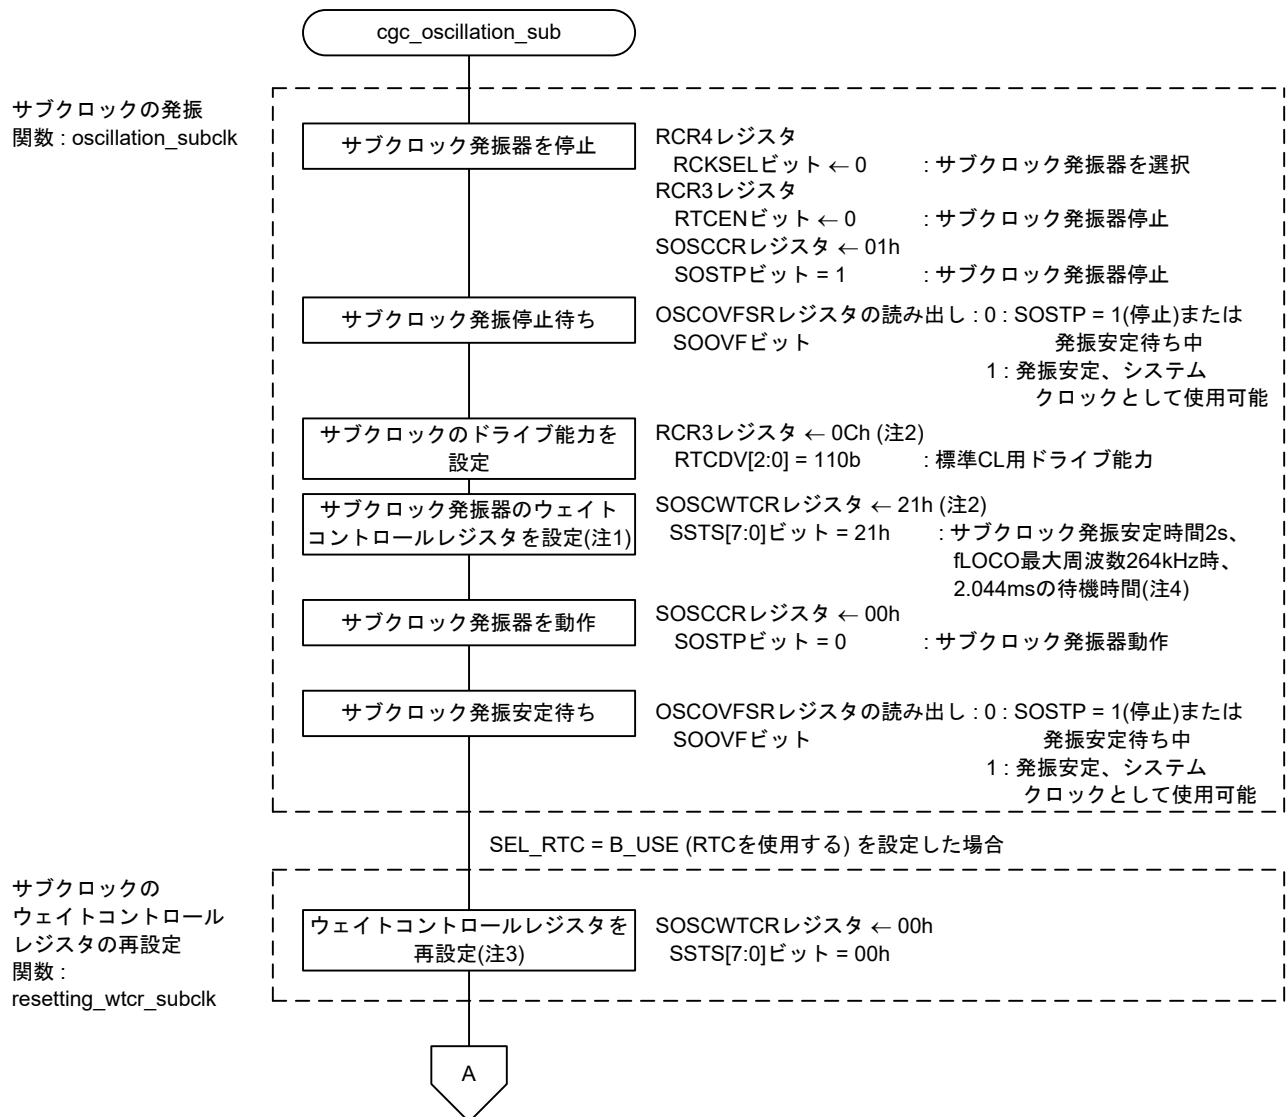 cgc_oscillation_sub
サブクロックの発振
関数 : oscillation_subclk
サブクロック発振器を停止
RCR4レジスタ
RCKSELビット ← 0 : サブクロック発振器を選択
RCR3レジスタ
RTCENビット ← 0 : サブクロック発振器停止
SOSCCRレジスタ ← 01h
SOSTPビット = 1 : サブクロック発振器停止
サブクロック発振停止待ち
OSCOVFSRレジスタの読み出し : 0 : SOSTP = 1(停止)または
SOOVFビット 発振安定待ち中
1 : 発振安定、システム
クロックとして使用可能
サブクロックのドライブ能力を
設定
RCR3レジスタ ← 0Ch (注2)
RTCDV[2:0] = 110b : 標準CL用ドライブ能力
サブクロック発振器のウェイト
コントロールレジスタを設定(注1)
SOSCWTCRレジスタ ← 21h (注2)
SSTS[7:0]ビット = 21h : サブクロック発振安定時間2s、
fLOCO最大周波数264kHz時、
2.044msの待機時間(注4)
サブクロック発振器を動作
SOSCCRレジスタ ← 00h
SOSTPビット = 0 : サブクロック発振器動作
サブクロック発振安定待ち
OSCOVFSRレジスタの読み出し : 0 : SOSTP = 1(停止)または
SOOVFビット 発振安定待ち中
1 : 発振安定、システム
クロックとして使用可能
SEL_RTC = B_USE (RTCを使用する) を設定した場合
サブクロックの
ウェイトコントロール
レジスタの再設定
関数 :
resetting_wtcr_subclk
ウェイトコントロールレジスタを
再設定(注3)
SOSCWTCRレジスタ ← 00h
SSTS[7:0]ビット = 00h
A